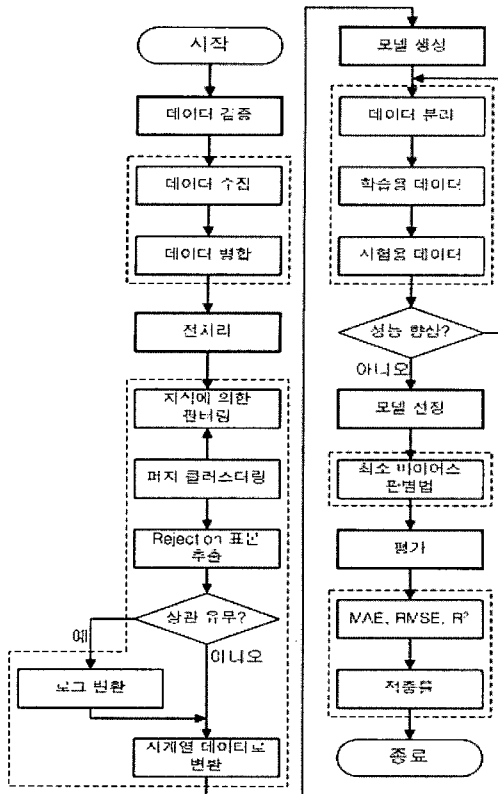 시작
데이터 검증
데이터 수집
데이터 병합
전처리
지식에 의한
필터링
퍼지 클러스터링
Rejection 표본
추출
상관 유무?
예
아니오
로그 변환
시계열 데이터로
변환
모델 생성
데이터 분리
학습용 데이터
시험용 데이터
성능 향상?
아니오
모델 선정
최소 바이어스
판별법
평가
MAE, RMSE, R²
적중률
종료